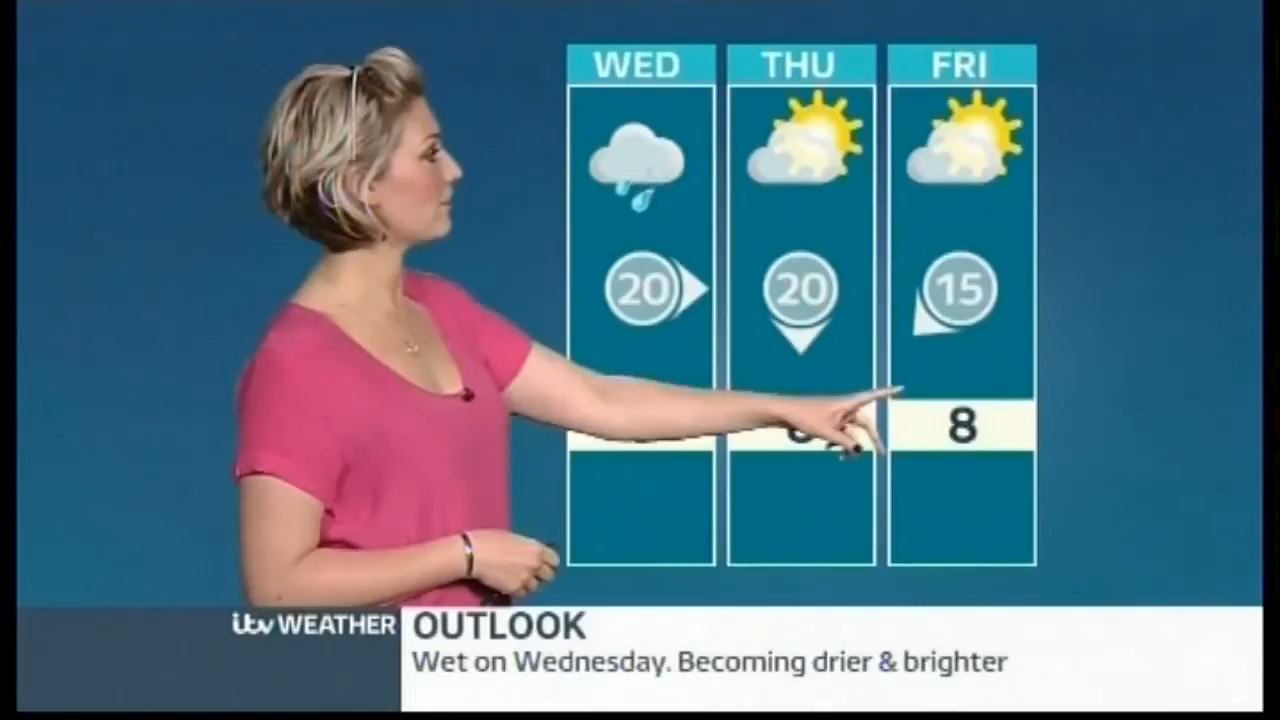 WED THU FRI
20 20 15
8
itv WEATHER
OUTLOOK
Wet on Wednesday. Becoming drier & brighter